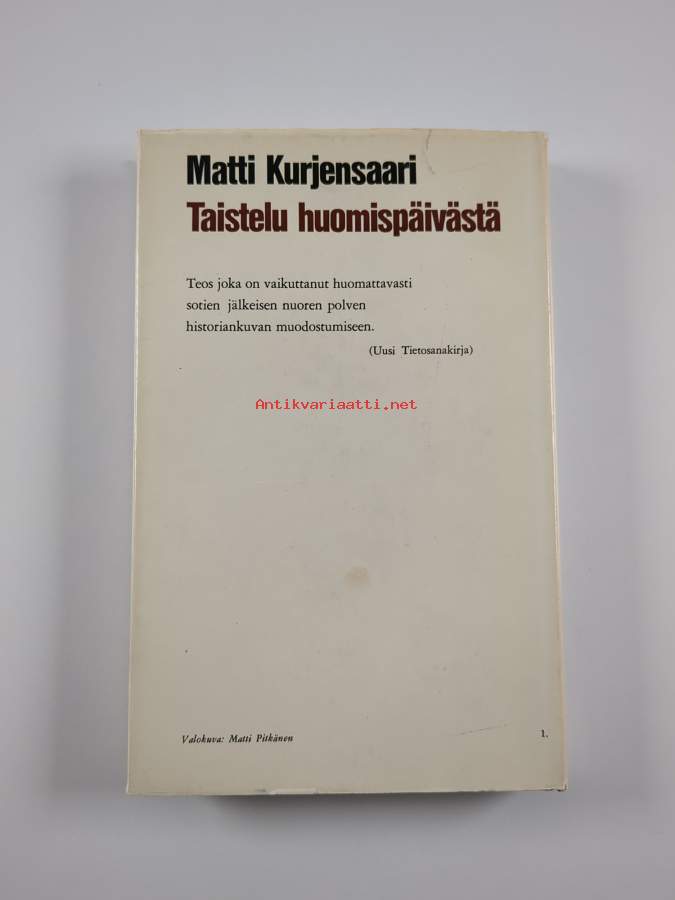 Matti Kurjensaari
Taistelu huomispäivästä
Teos joka on vaikuttanut huomattavasti
sotien jälkeisen nuoren polven
historiankuvan muodostumiseen.
(Uusi Tietosanakirja)
Antikvariaatti.net
Valokuva: Matti Pitkänen
1.